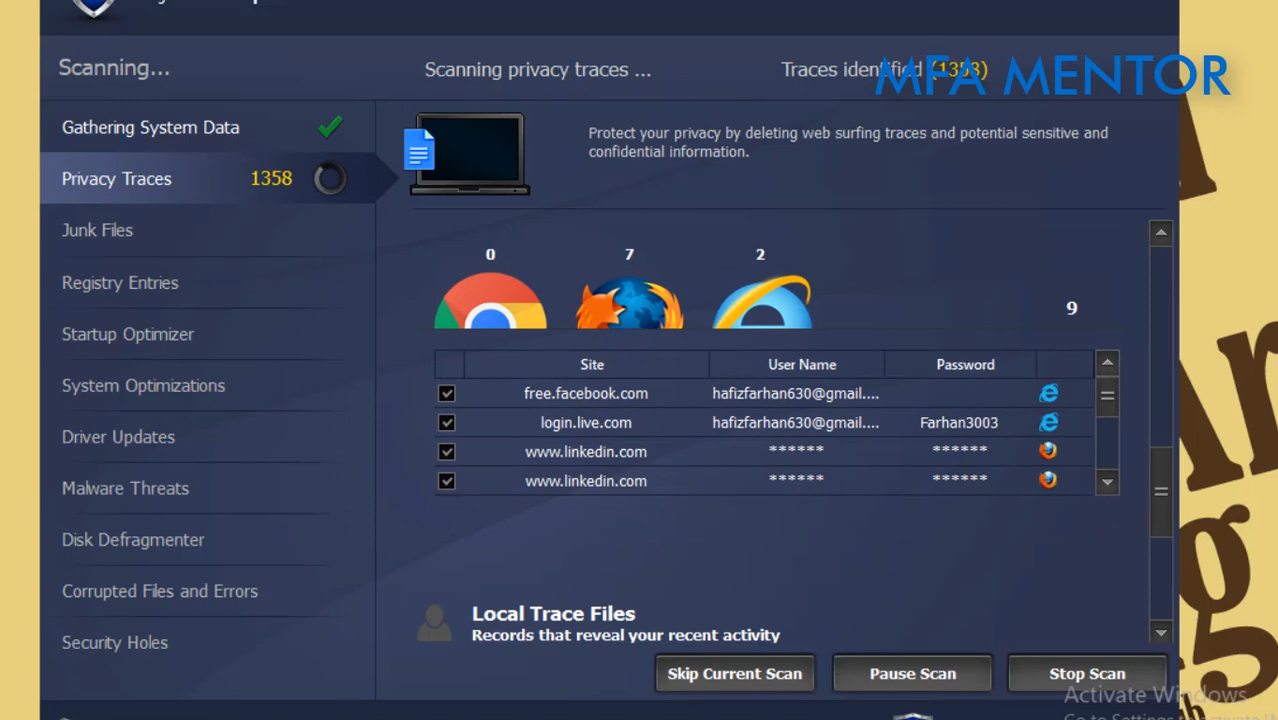 Scanning...
Scanning privacy traces ...
Traces identified (1358)
MFA MENTOR
Gathering System Data
Privacy Traces 1358
Protect your privacy by deleting web surfing traces and potential sensitive and
confidential information.
Junk Files
Registry Entries
Startup Optimizer
System Optimizations
Driver Updates
Malware Threats
Disk Defragmenter
Corrupted Files and Errors
Security Holes
0 7 2
9
Site User Name Password
free.facebook.com hafizfarhan630@gmail....
login.live.com hafizfarhan630@gmail.... Farhan3003
www.linkedin.com ****** ******
www.linkedin.com ****** ******
Local Trace Files
Records that reveal your recent activity
Skip Current Scan Pause Scan Stop Scan
Activate Windows